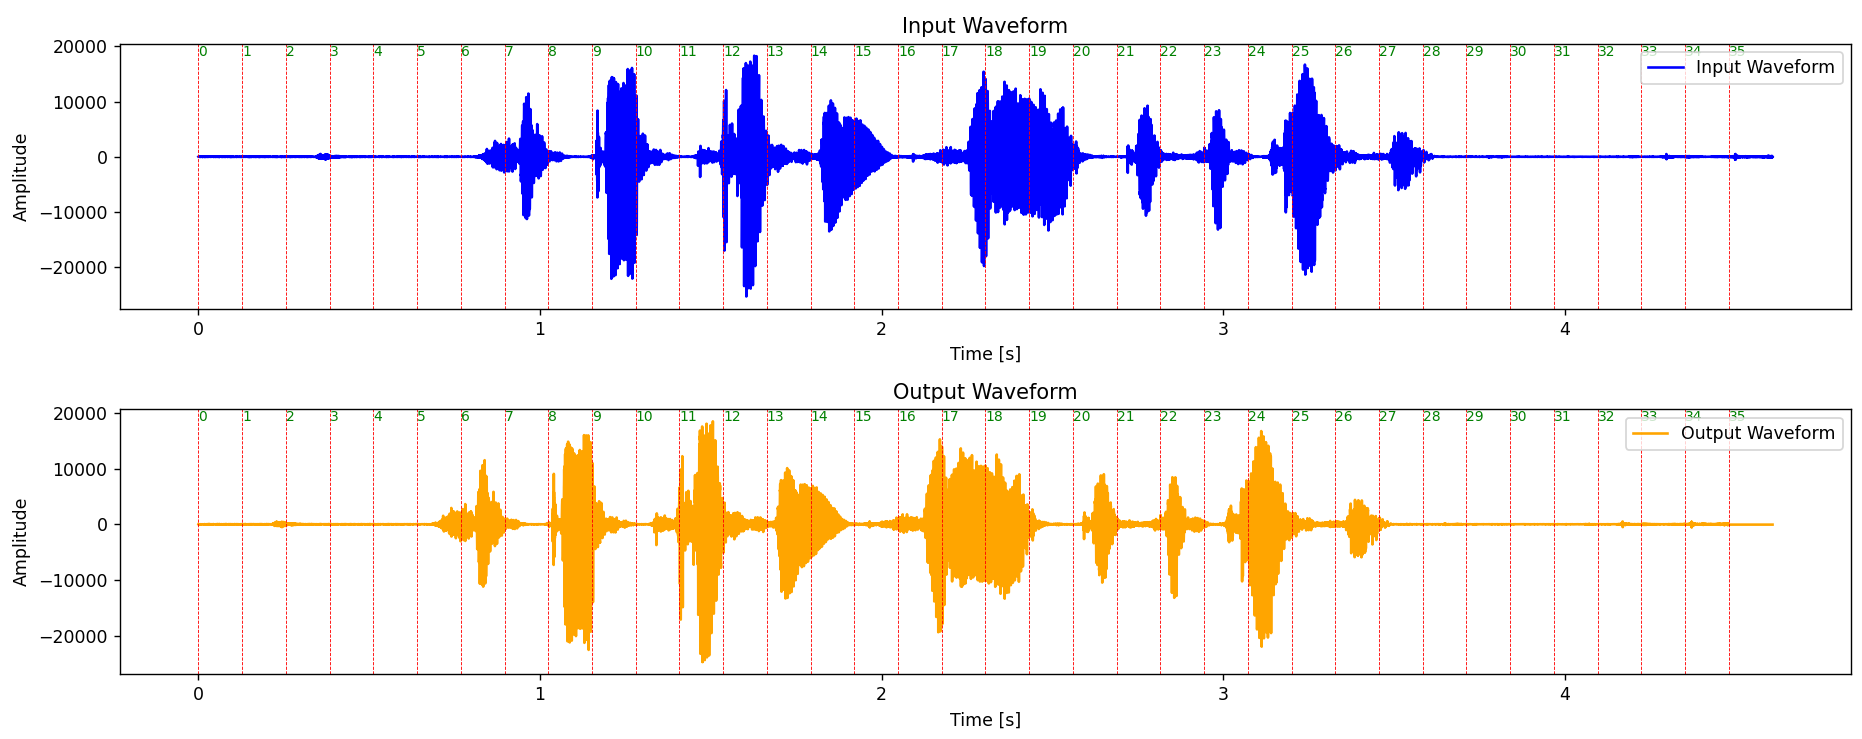 Input Waveform
20000
10000
0
−10000
−20000
Amplitude
0 1 2 3 4 5 6 7 8 9 10 11 12 13 14 15 16 17 18 19 20 21 22 23 24 25 26 27 28 29 30 31 32 33 34 35
Input Waveform
0 1 2 3 4
Time [s]
Output Waveform
20000
10000
0
−10000
−20000
Amplitude
0 1 2 3 4 5 6 7 8 9 10 11 12 13 14 15 16 17 18 19 20 21 22 23 24 25 26 27 28 29 30 31 32 33 34 35
Output Waveform
0 1 2 3 4
Time [s]